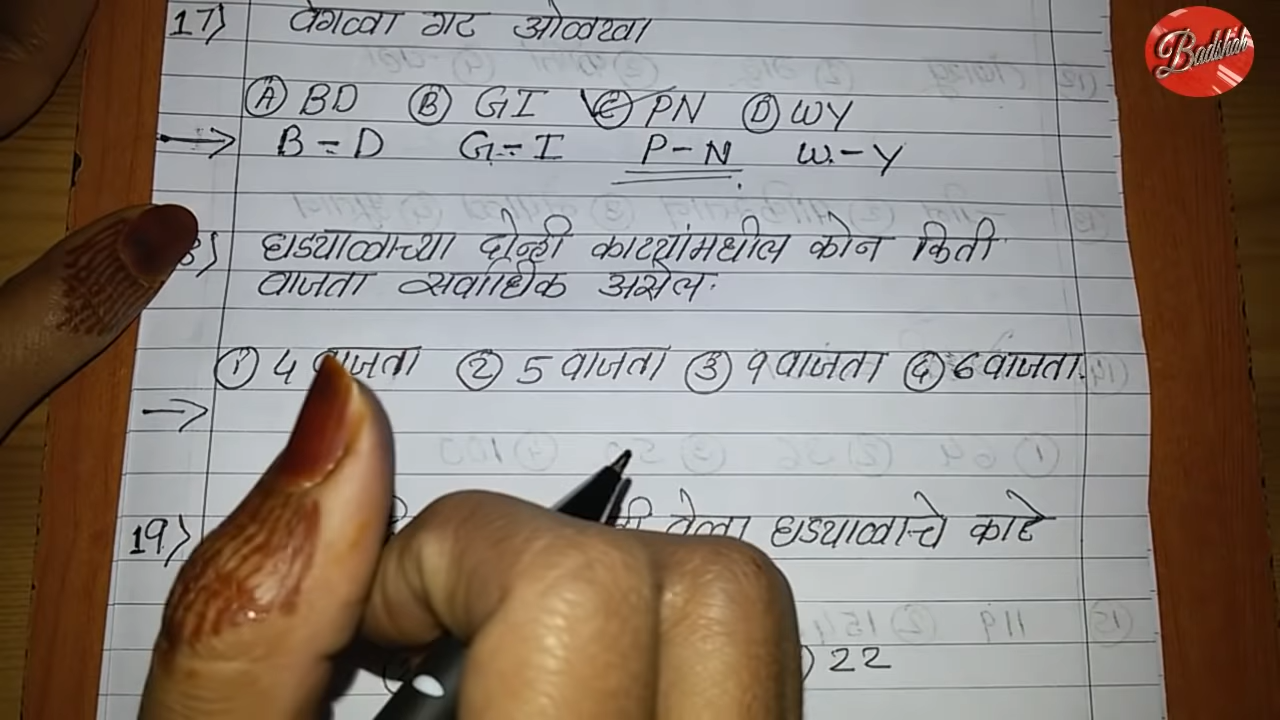 17) वेगळा गट ओळखा
Ⓐ BD Ⓑ GI Ⓒ PN Ⓓ WY
B = D G = I P - N W - Y
8) घड्याळाच्या दोन्ही काट्यांमधील कोन किती
वाजता सर्वाधिक असेल.
① 4 वाजता ② 5 वाजता ③ 9 वाजता ④ 6 वाजता.
19) वेळा घड्याळाचे काटे
22
Badshah